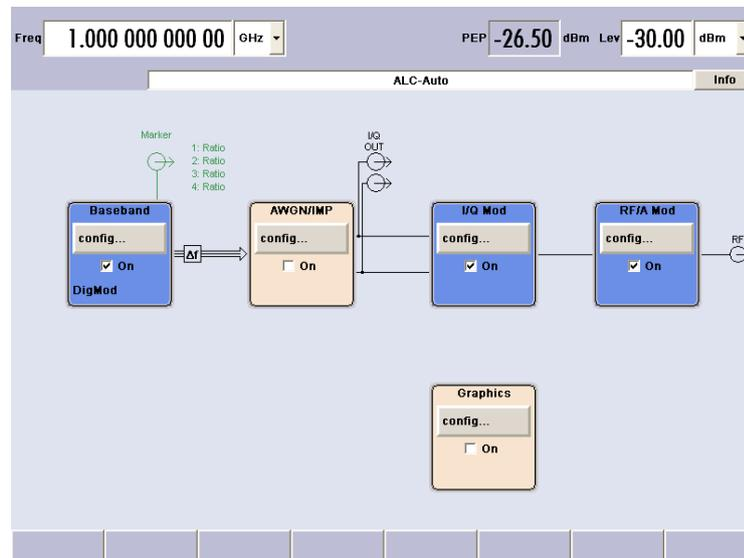 Freq 1.000 000 000 00 GHz PEP -26.50 dBm Lev -30.00 dBm
ALC-Auto Info
Marker
1: Ratio
2: Ratio
3: Ratio
4: Ratio
I/Q
OUT
Baseband AWGN/IMP I/Q Mod RF/A Mod
config... config... config... config...
RF
Δf
On On On On
DigMod
Graphics
config...
On